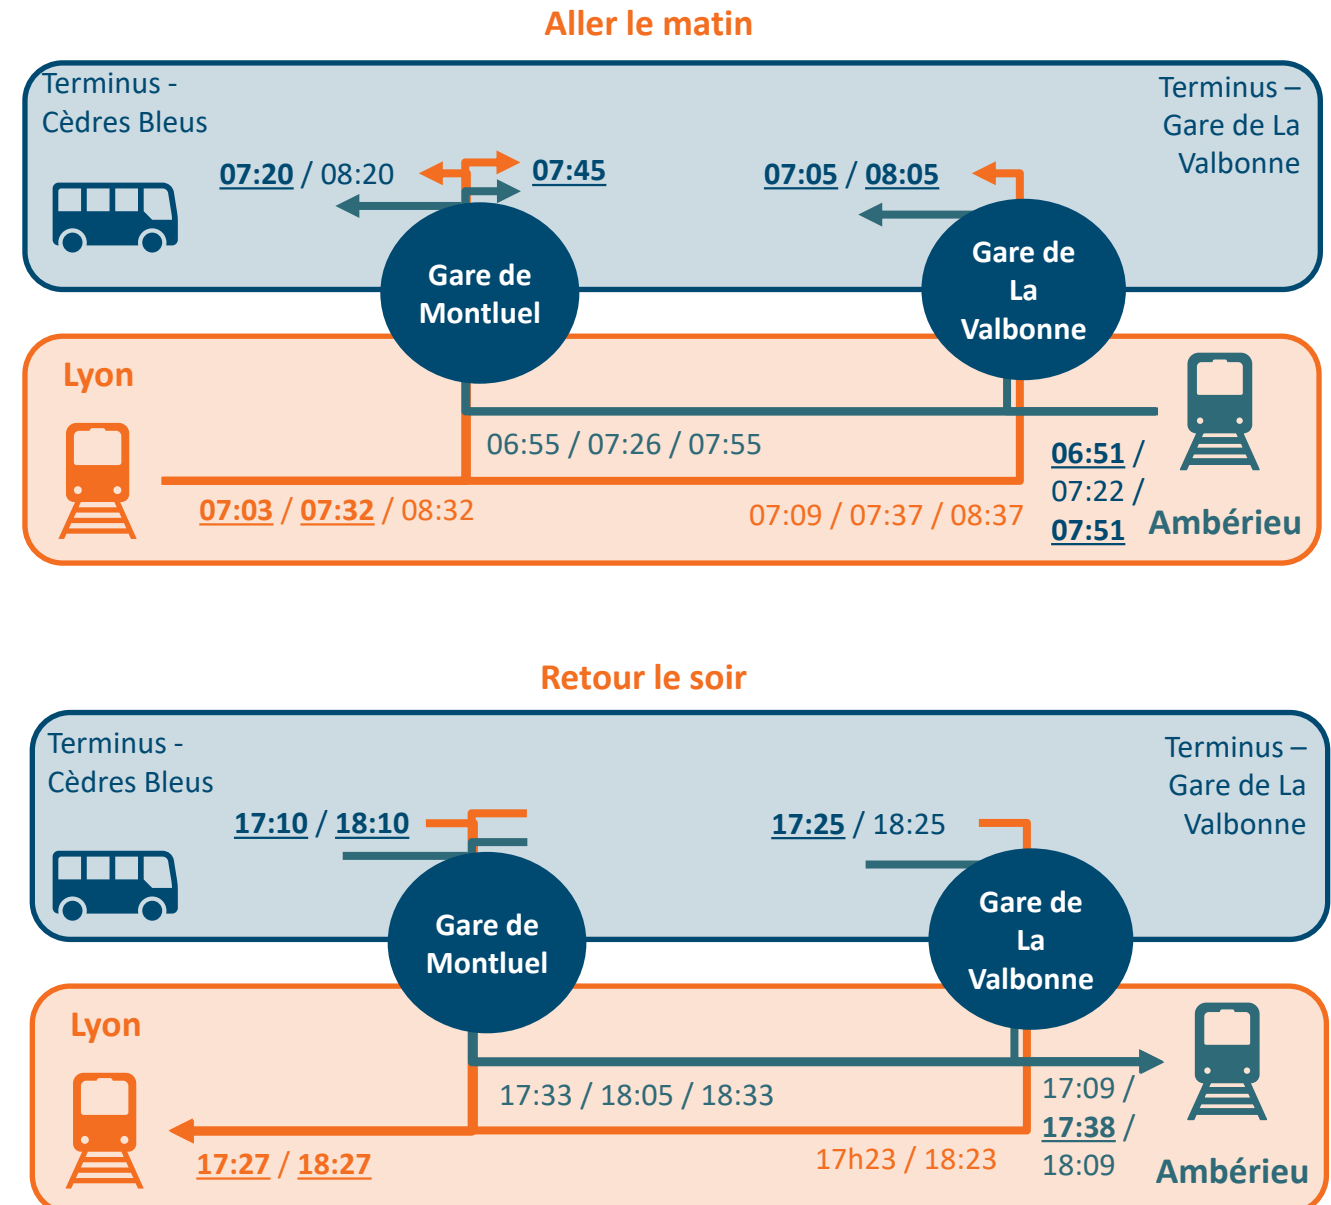 Aller le matin
Terminus -
Cèdres Bleus
Terminus –
Gare de La
Valbonne
07:20 / 08:20
07:45
07:05 / 08:05
Gare de
Montluel
Gare de
La
Valbonne
Lyon
06:55 / 07:26 / 07:55
06:51 /
07:22 /
07:51
Ambérieu
07:03 / 07:32 / 08:32
07:09 / 07:37 / 08:37
Retour le soir
Terminus -
Cèdres Bleus
Terminus –
Gare de La
Valbonne
17:10 / 18:10
17:25 / 18:25
Gare de
Montluel
Gare de
La
Valbonne
Lyon
17:33 / 18:05 / 18:33
17:09 /
17:38 /
18:09
Ambérieu
17:27 / 18:27
17h23 / 18:23